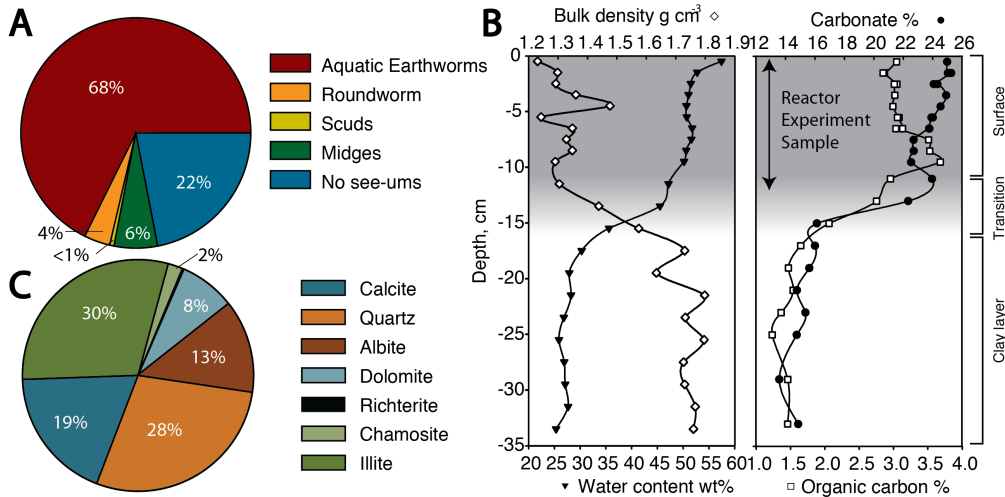 A
68%
22%
4%
<1%
6%
Aquatic Earthworms
Roundworm
Scuds
Midges
No see-ums
B
Bulk density g cm-3
1.2 1.3 1.4 1.5 1.6 1.7 1.8 1.9
Carbonate %
12 14 16 18 20 22 24 26
0
-5
-10
-15
-20
-25
-30
-35
Depth, cm
Reactor
Experiment
Sample
Surface
Transition
Clay layer
20 25 30 35 40 45 50 55 60
Water content wt%
1.0 1.5 2.0 2.5 3.0 3.5 4.0
Organic carbon %
C
2%
30%
8%
13%
19%
28%
Calcite
Quartz
Albite
Dolomite
Richterite
Chamosite
Illite